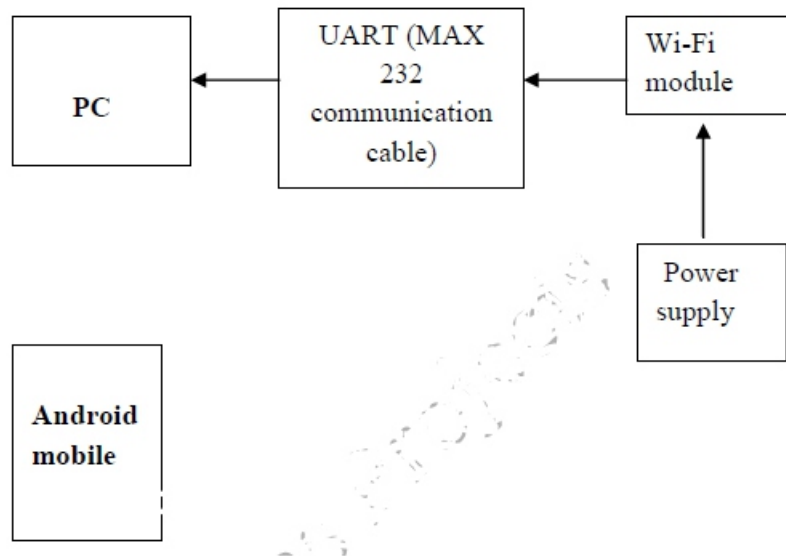 PC
UART (MAX
232
communication
cable)
Wi-Fi
module
Power
supply
Android
mobile